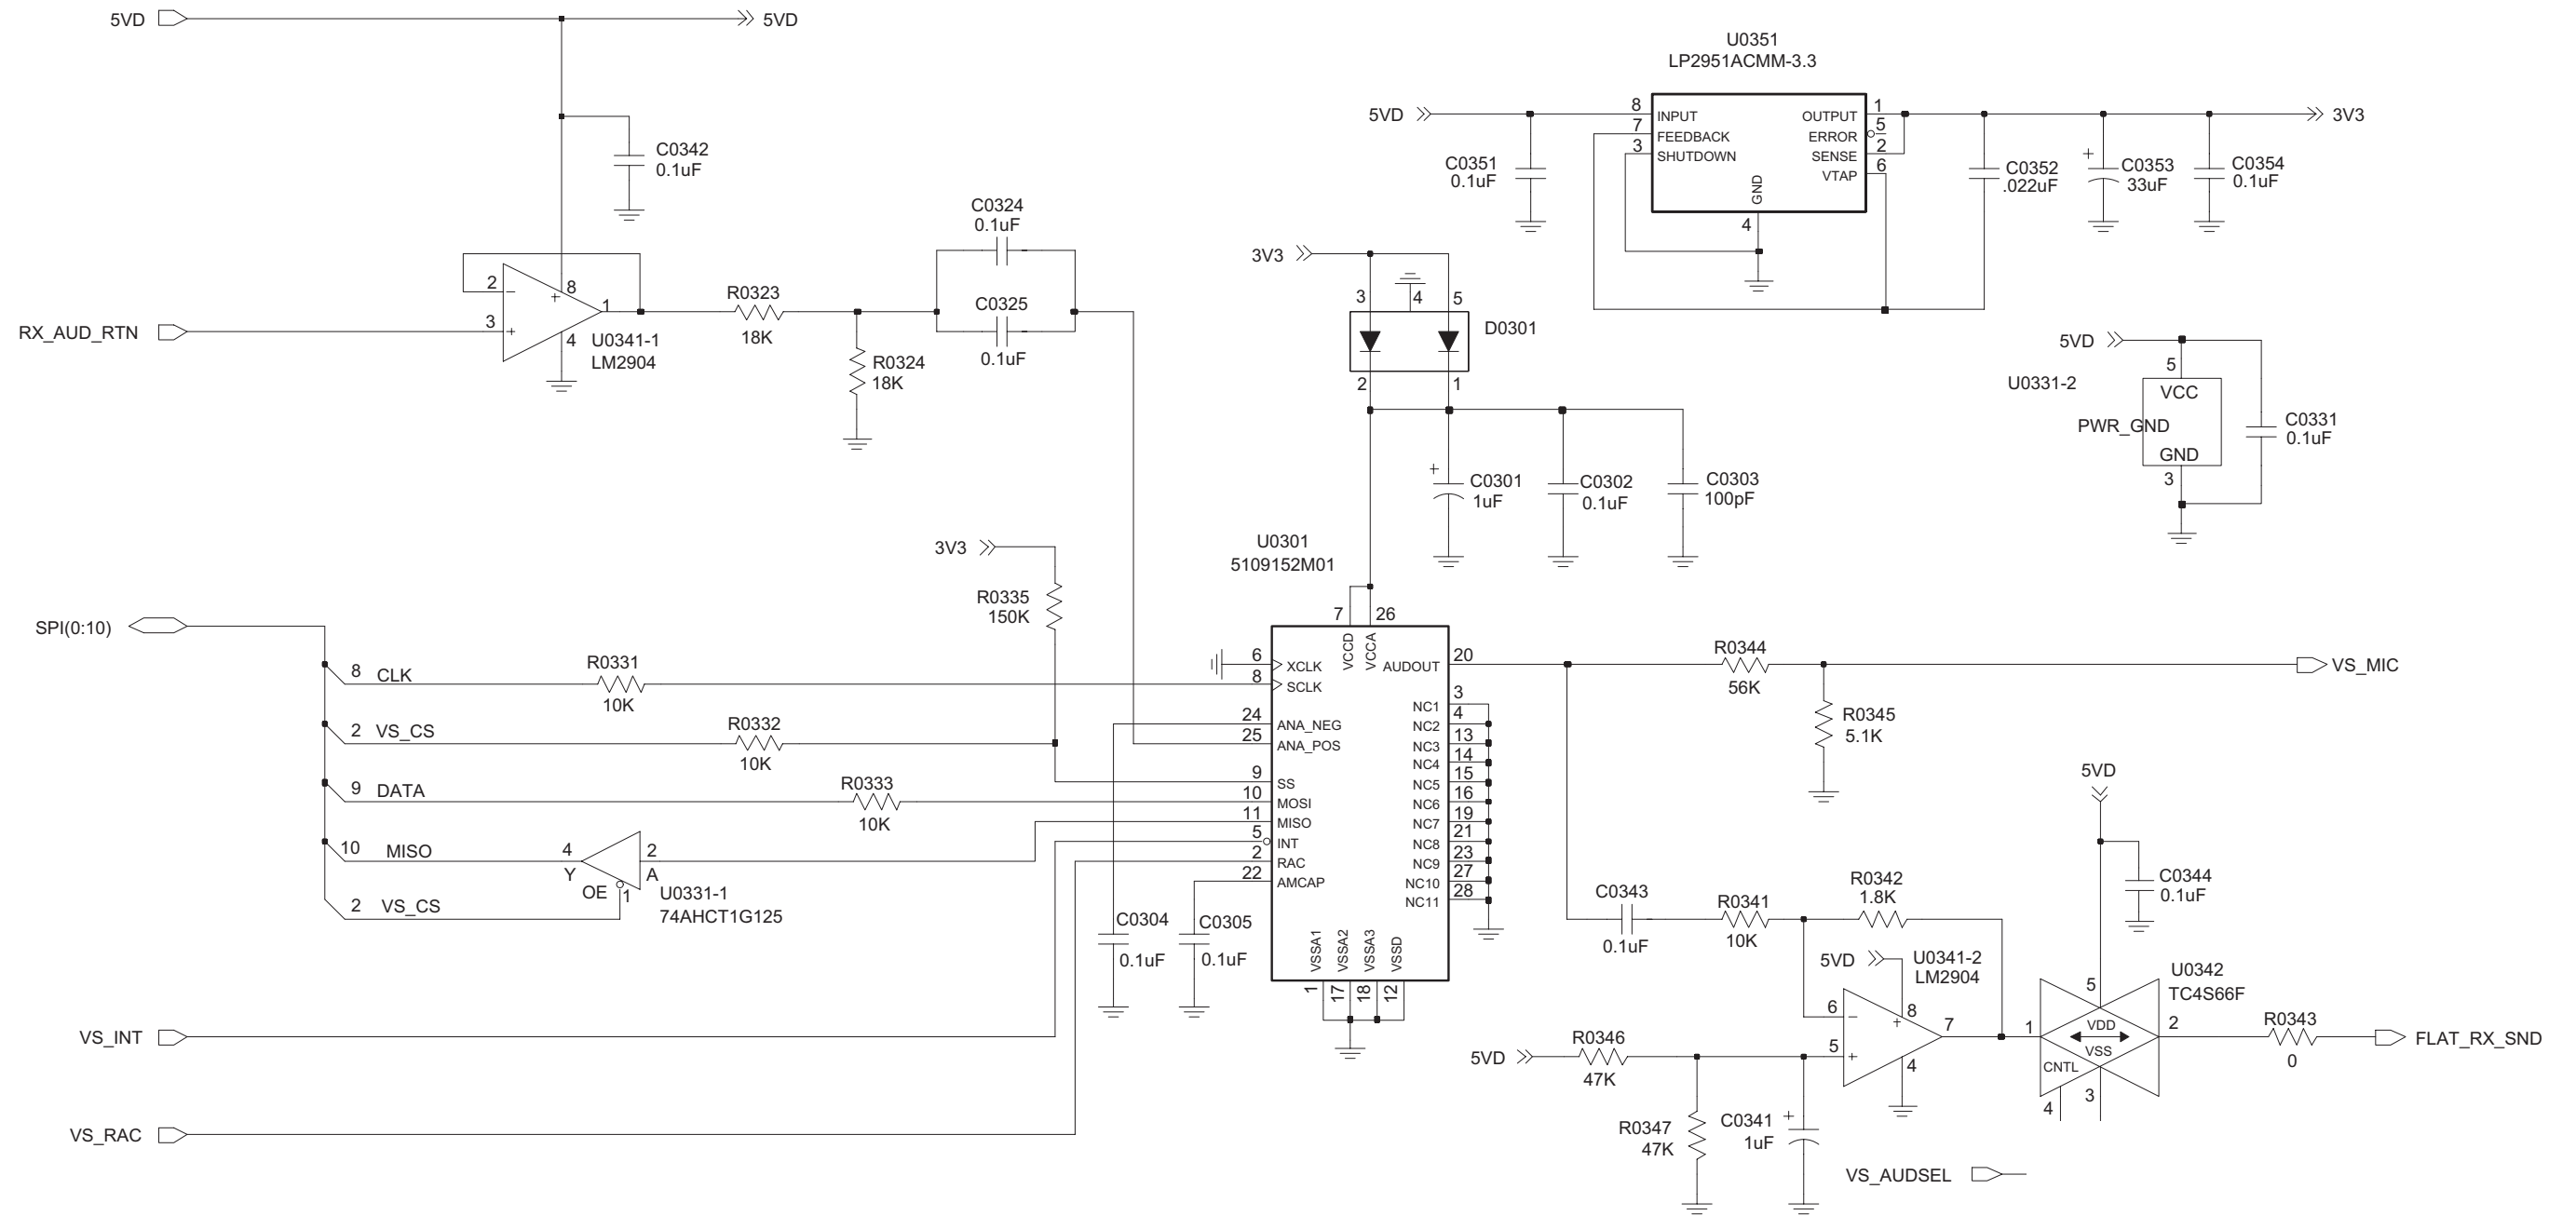 5VD
5VD
C0342
0.1uF
2
8
3
1
4
RX_AUD_RTN
U0341-1
LM2904
R0323
18K
R0324
18K
C0324
0.1uF
C0325
0.1uF
U0351
LP2951ACMM-3.3
5VD
8
INPUT
7
FEEDBACK
3
SHUTDOWN
GND
4
OUTPUT
1
ERROR
5
SENSE
2
VTAP
6
3V3
C0351
0.1uF
C0352
.022uF
+
C0353
33uF
C0354
0.1uF
3V3
3
4
5
D0301
2
1
+
C0301
1uF
C0302
0.1uF
C0303
100pF
5VD
5
U0331-2
VCC
PWR_GND
GND
3
C0331
0.1uF
3V3
R0335
150K
U0301
5109152M01
7
26
VCCD
VCCA
SPI(0:10)
8 CLK
R0331
10K
2 VS_CS
R0332
10K
9 DATA
R0333
10K
10 MISO
4
Y
2
A
OE
1
U0331-1
74AHCT1G125
2 VS_CS
6 XCLK
8 SCLK
24 ANA_NEG
25 ANA_POS
9 SS
10 MOSI
11 MISO
5 INT
2 RAC
22 AMCAP
AUDOUT 20
NC1 3
NC2 4
NC3 13
NC4 14
NC5 15
NC6 16
NC7 19
NC8 21
NC9 23
NC10 27
NC11 28
VSSA1
VSSA2
VSSA3
VSSD
1
17
18
12
C0304
0.1uF
C0305
0.1uF
VS_INT
VS_RAC
R0344
56K
VS_MIC
R0345
5.1K
5VD
C0344
0.1uF
C0343
0.1uF
R0341
10K
R0342
1.8K
5VD
U0341-2
LM2904
6
8
5
7
4
5VD
R0346
47K
R0347
47K
+
C0341
1uF
U0342
TC4S66F
5
1
VDD
VSS
CNTL
2
4
3
R0343
0
FLAT_RX_SND
VS_AUDSEL